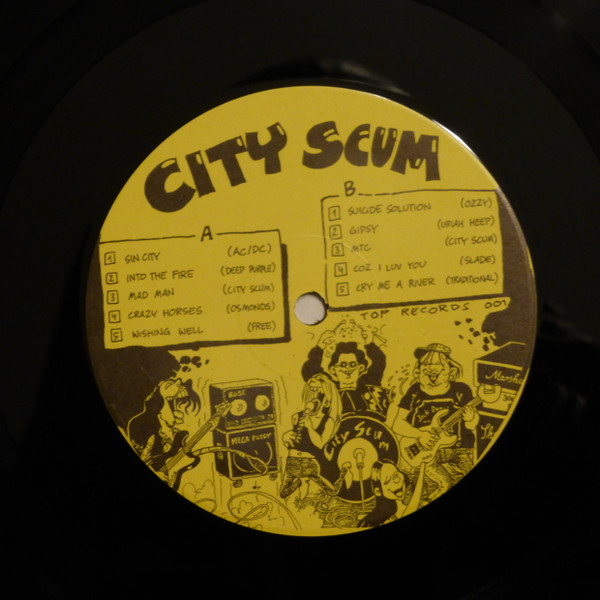 CITY SCUM
A
1 SIN CITY (AC/DC)
2 INTO THE FIRE (DEEP PURPLE)
3 MAD MAN (CITY SCUM)
4 CRAZY HORSES (OSMONDS)
5 WISHING WELL (FREE)
B
1 SUICIDE SOLUTION (OZZY)
2 GIPSY (URIAH HEEP)
3 MTC (CITY SCUM)
4 COZ I LUV YOU (SLADE)
5 CRY ME A RIVER (TRADITIONAL)
TOP RECORDS 001
MEGA FUZZY
City Scum